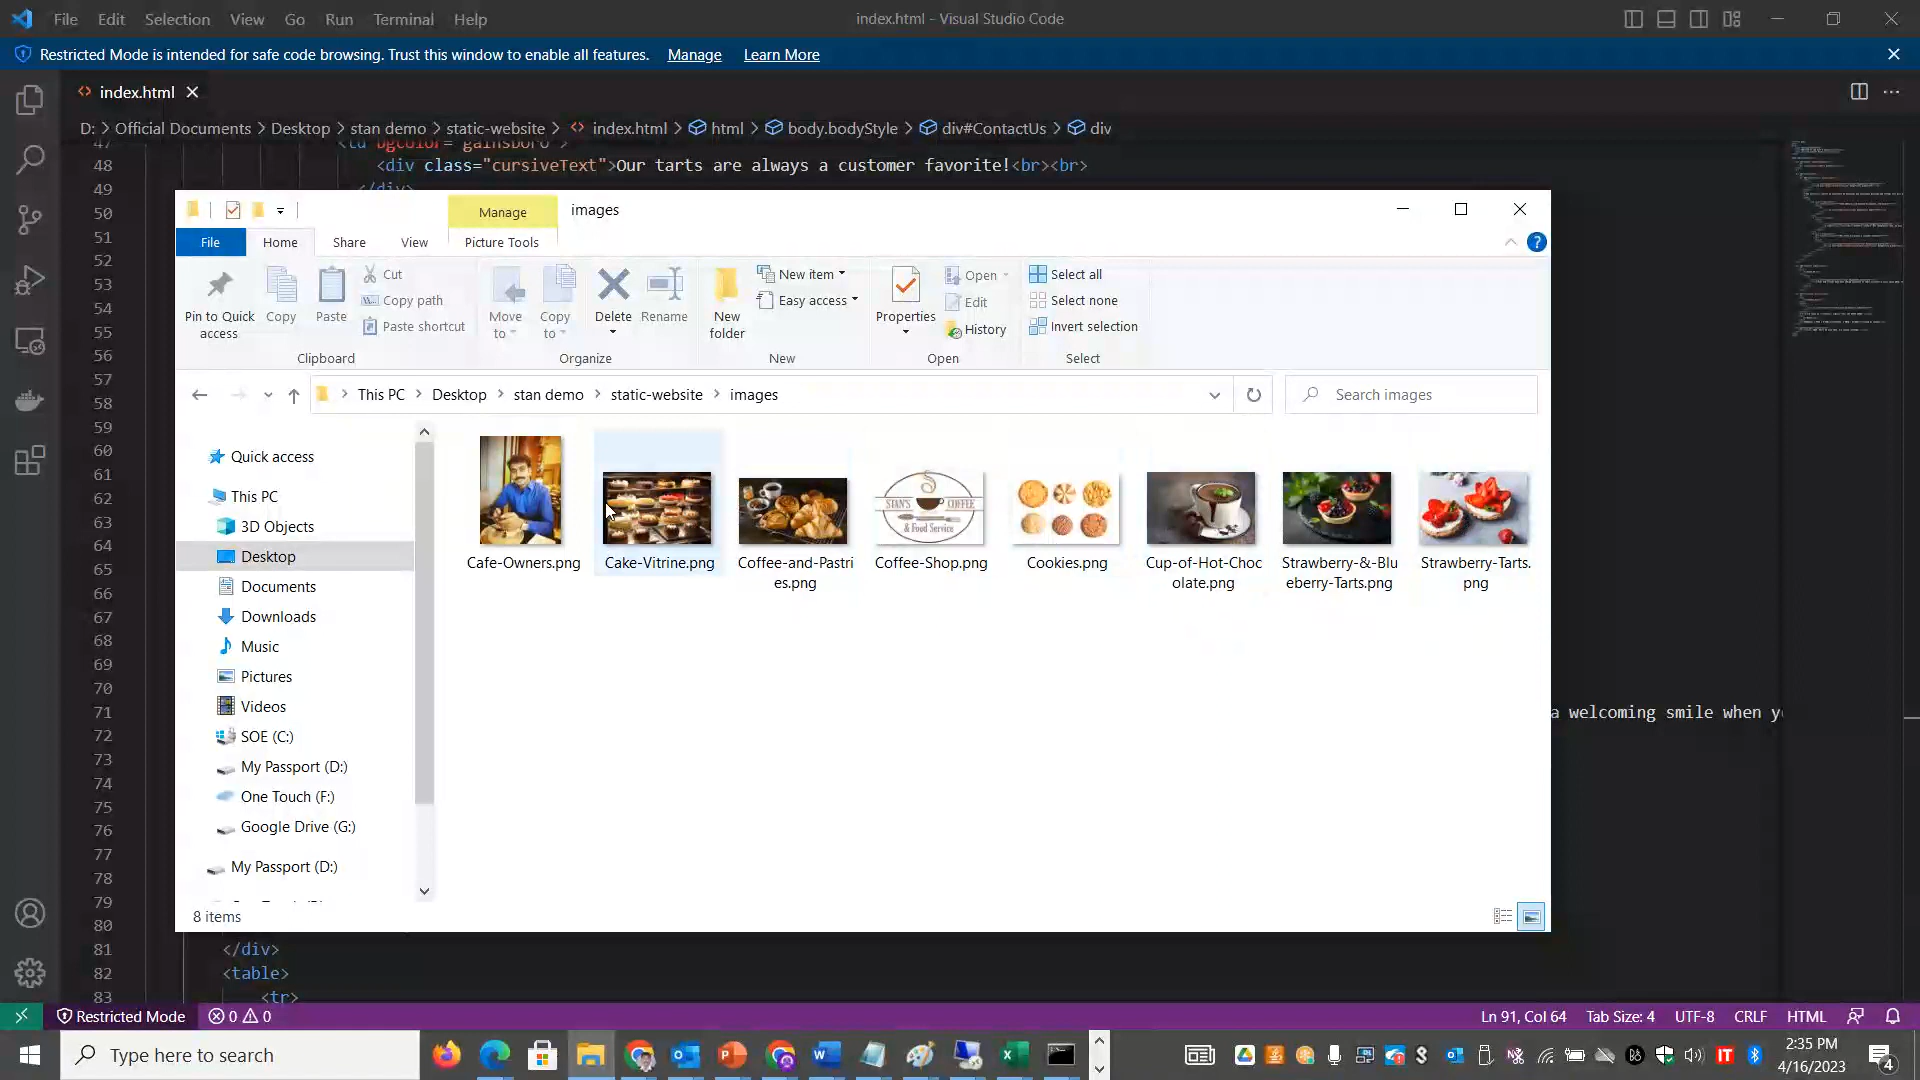 File Edit Selection View Go Run Terminal Help
index.html - Visual Studio Code
Restricted Mode is intended for safe code browsing. Trust this window to enable all features. Manage Learn More
index.html
D: > Official Documents > Desktop > stan demo > static-website > index.html > html > body.bodyStyle > div#ContactUs > div
47 <td bgcolor="gainsboro">
48 <div class="cursiveText">Our tarts are always a customer favorite!<br><br>
49 </div>
50
51
52
53
54
55
56
57
58
59
60
61
62
63
64
65
66
67
68
69
70
71 a welcoming smile when y
72
73
74
75
76
77
78
79
80
81 </div>
82 <table>
83 <tr>
Manage images
File Home Share View Picture Tools
Pin to Quick access
Copy
Paste
Cut
Copy path
Paste shortcut
Clipboard
Move to
Copy to
Delete
Rename
Organize
New folder
New item
Easy access
New
Properties
Open
Edit
History
Open
Select all
Select none
Invert selection
Select
This PC > Desktop > stan demo > static-website > images
Search images
Quick access
This PC
3D Objects
Desktop
Documents
Downloads
Music
Pictures
Videos
SOE (C:)
My Passport (D:)
One Touch (F:)
Google Drive (G:)
My Passport (D:)
STAN'S COFFEE
& Food Service
Cafe-Owners.png
Cake-Vitrine.png
Coffee-and-Pastri
es.png
Coffee-Shop.png
Cookies.png
Cup-of-Hot-Choc
olate.png
Strawberry-&-Blu
eberry-Tarts.png
Strawberry-Tarts.
png
8 items
Restricted Mode 0 0
Ln 91, Col 64 Tab Size: 4 UTF-8 CRLF HTML
Type here to search
2:35 PM
4/16/2023
4